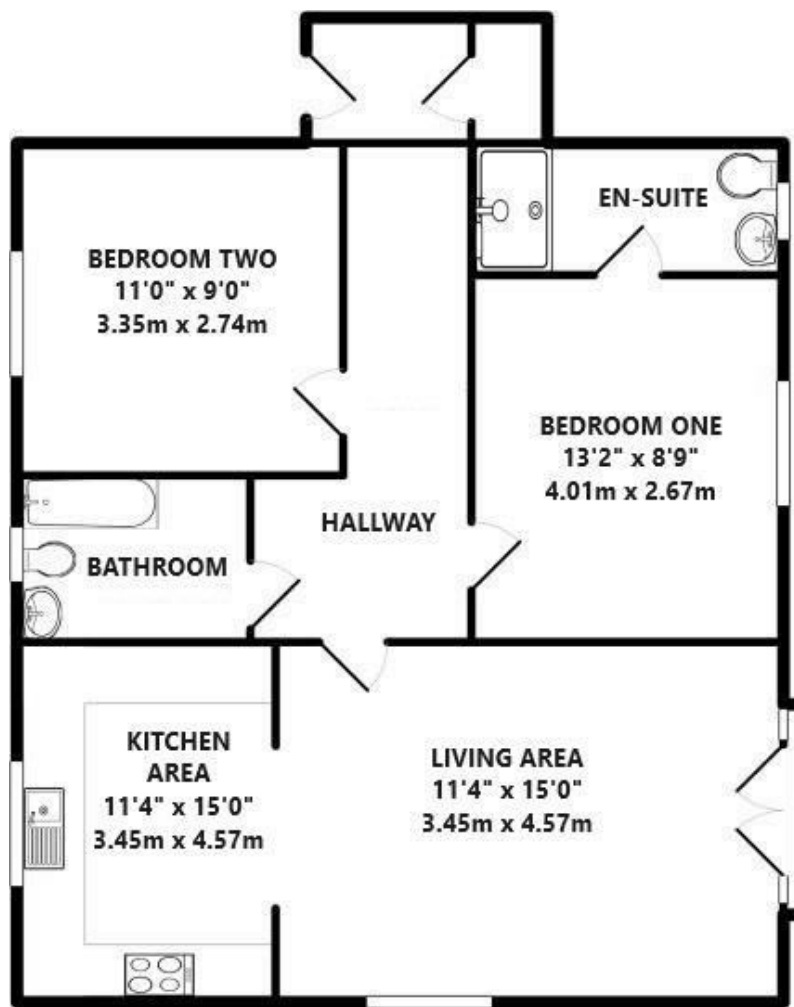 EN-SUITE
BEDROOM TWO
11'0" x 9'0"
3.35m x 2.74m
BEDROOM ONE
13'2" x 8'9"
4.01m x 2.67m
HALLWAY
BATHROOM
KITCHEN
AREA
11'4" x 15'0"
3.45m x 4.57m
LIVING AREA
11'4" x 15'0"
3.45m x 4.57m